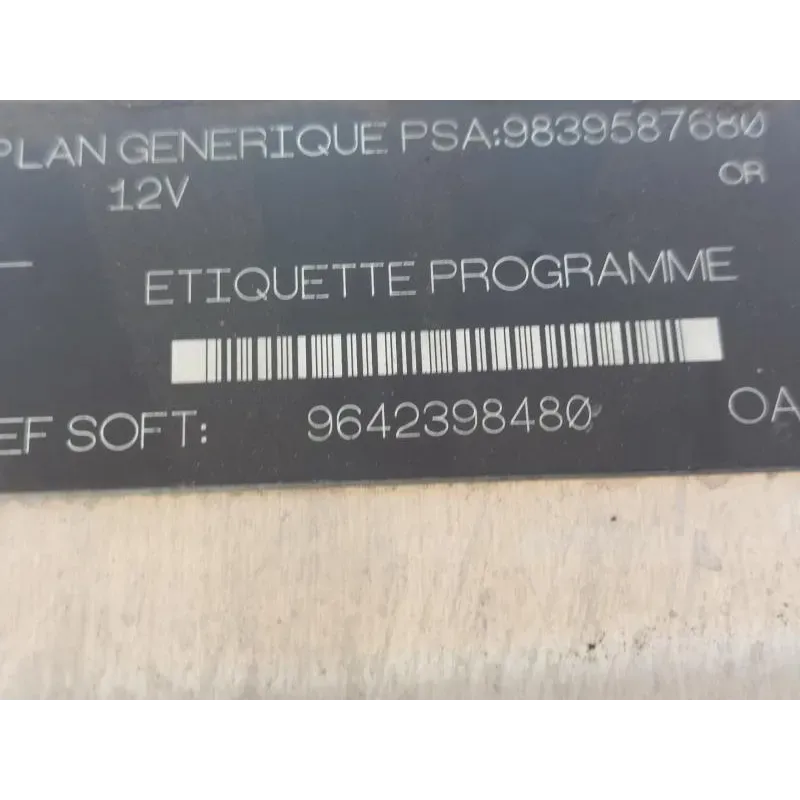 PLAN GENERIQUE PSA:9839587680
12V OR
ETIQUETTE PROGRAMME
EF SOFT: 9642398480 OA